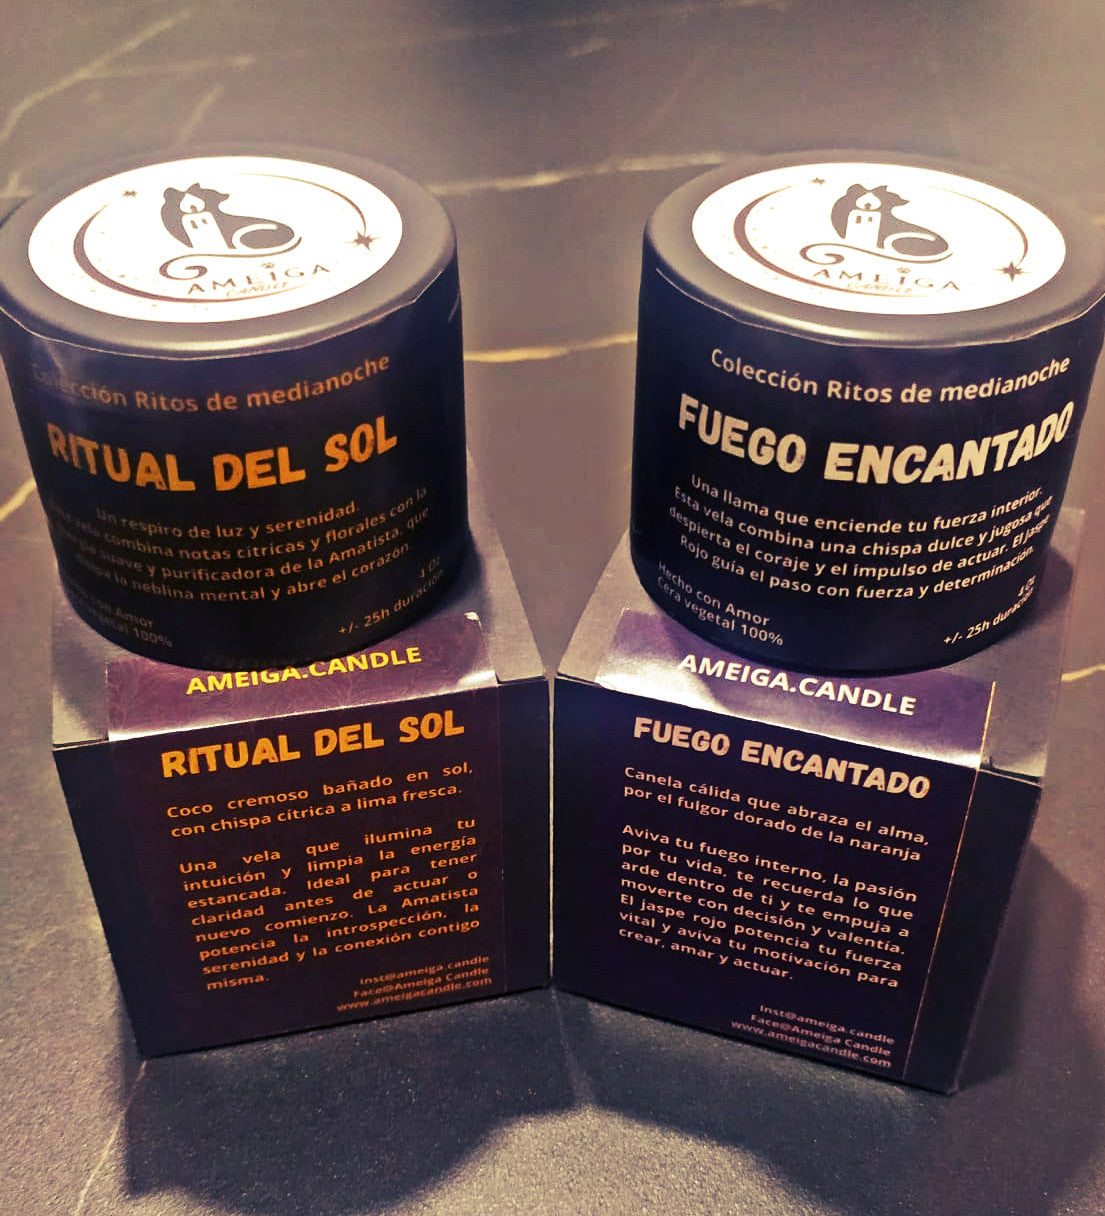 AMEIGA
CANDLE
Colección Ritos de medianoche
RITUAL DEL SOL
Un respiro de luz y serenidad.
vela combina notas cítricas y florales con la
suave y purificadora de la Amatista, que
la neblina mental y abre el corazón.
con Amor
100%
4 Oz
+/- 25h duración
AMEIGA.CANDLE
RITUAL DEL SOL
Coco cremoso bañado en sol,
con chispa cítrica a lima fresca.
Una vela que ilumina tu
intuición y limpia la energía
estancada. Ideal para tener
claridad antes de actuar o
nuevo comienzo. La Amatista
potencia la introspección, la
serenidad y la conexión contigo
misma.
Inst@ameiga.candle
Face@Ameiga Candle
www.ameigacandle.com
AMEIGA
CANDLE
Colección Ritos de medianoche
FUEGO ENCANTADO
Una llama que enciende tu fuerza interior.
Esta vela combina una chispa dulce y jugosa que
despierta el coraje y el impulso de actuar. El Jaspe
Rojo guía el paso con fuerza y determinación.
Hecho con Amor
Cera vegetal 100%
4 Oz
+/- 25h duración
AMEIGA.CANDLE
FUEGO ENCANTADO
Canela cálida que abraza el alma,
por el fulgor dorado de la naranja
Aviva tu fuego interno, la pasión
por tu vida, te recuerda lo que
arde dentro de ti y te empuja a
moverte con decisión y valentía.
El jaspe rojo potencia tu fuerza
vital y aviva tu motivación para
crear, amar y actuar.
Inst@ameiga.candle
Face@Ameiga Candle
www.ameigacandle.com